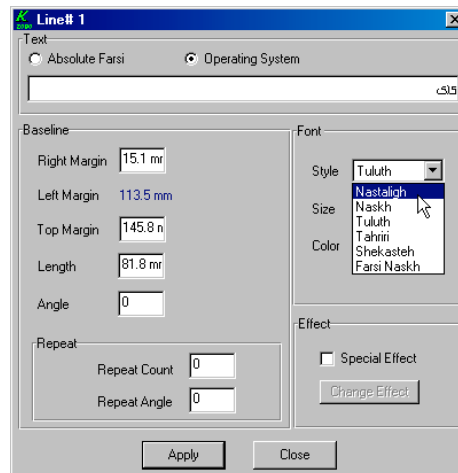 K 2000 Line# 1
Text
Absolute Farsi Operating System
Baseline
Right Margin 15.1 mr
Left Margin 113.5 mm
Top Margin 145.8 n
Length 81.8 mr
Angle 0
Repeat
Repeat Count 0
Repeat Angle 0
Font
Style Tuluth
Nastaligh
Naskh
Tuluth
Tahriri
Shekasteh
Farsi Naskh
Size
Color
Effect
Special Effect
Change Effect
Apply Close